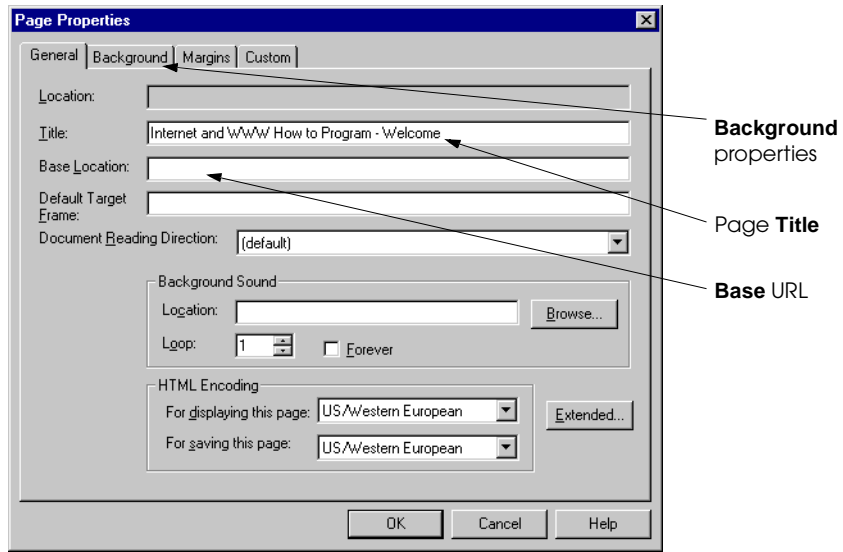 Page Properties
General Background Margins Custom
Location:
Title: Internet and WWW How to Program - Welcome
Base Location:
Default Target
Frame:
Document Reading Direction: (default)
Background Sound
Location: Browse...
Loop: 1 Forever
HTML Encoding
For displaying this page: US/Western European Extended...
For saving this page: US/Western European
OK Cancel Help
Background
properties
Page Title
Base URL